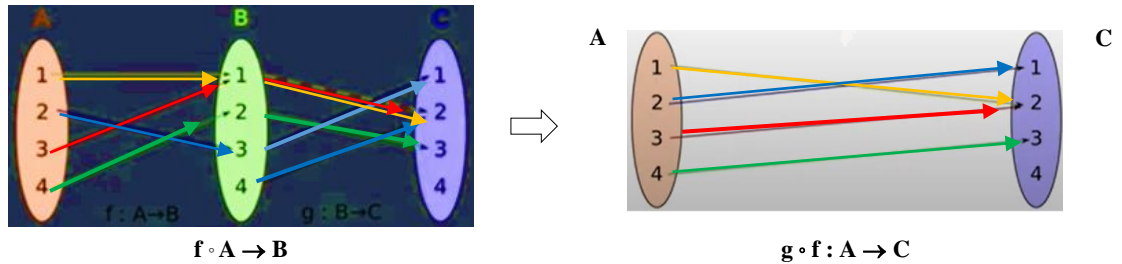 A B C
1 1 1
2 2 2
3 3 3
4 4 4
f : A→B g : B→C
f ∘ A → B
A C
1 1
2 2
3 3
4 4
g ∘ f : A → C